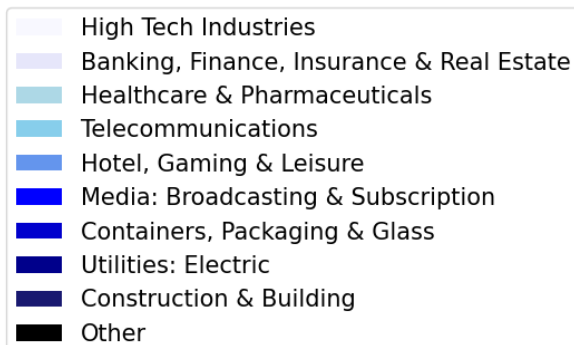 High Tech Industries
Banking, Finance, Insurance & Real Estate
Healthcare & Pharmaceuticals
Telecommunications
Hotel, Gaming & Leisure
Media: Broadcasting & Subscription
Containers, Packaging & Glass
Utilities: Electric
Construction & Building
Other